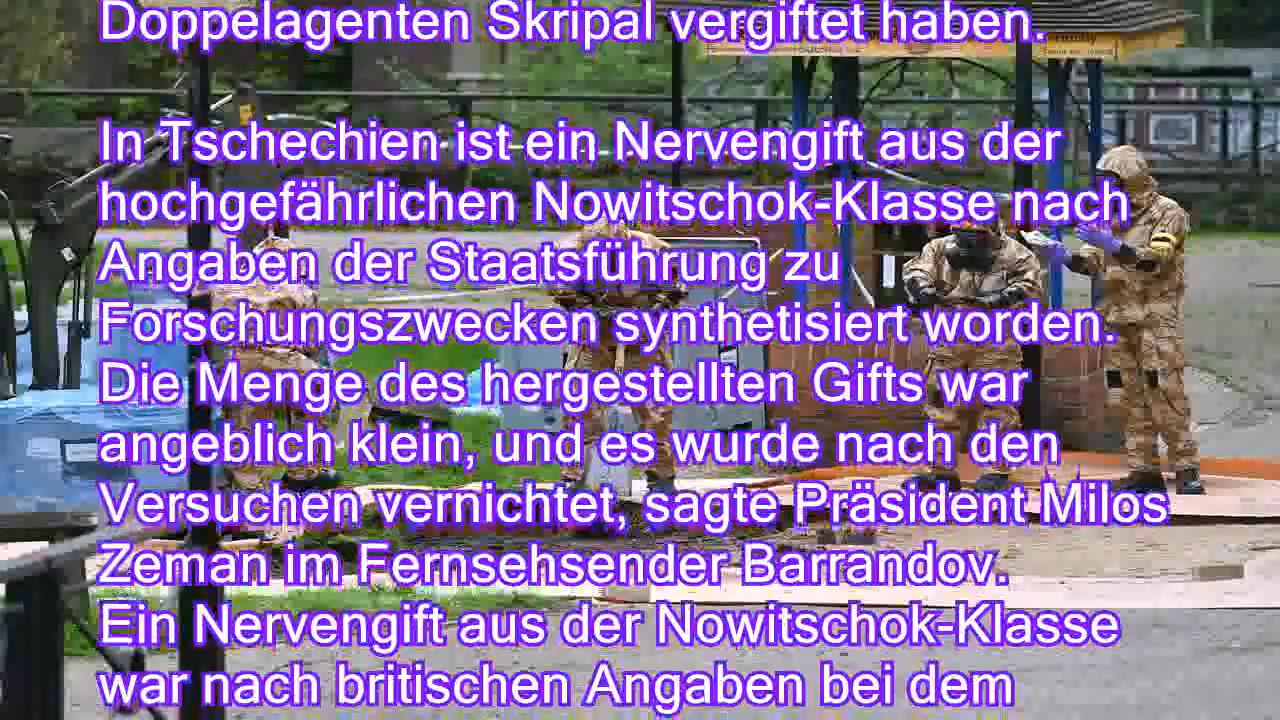 Doppelagenten Skripal vergiftet haben.
In Tschechien ist ein Nervengift aus der
hochgefährlichen Nowitschok-Klasse nach
Angaben der Staatsführung zu
Forschungszwecken synthetisiert worden.
Die Menge des hergestellten Gifts war
angeblich klein, und es wurde nach den
Versuchen vernichtet, sagte Präsident Milos
Zeman im Fernsehsender Barrandov.
Ein Nervengift aus der Nowitschok-Klasse
war nach britischen Angaben bei dem